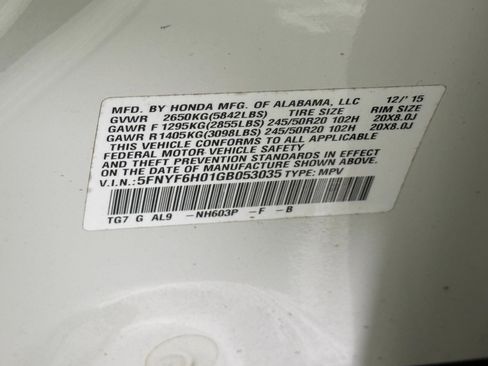 MFD. BY HONDA MFG. OF ALABAMA, LLC 12/'15
GVWR 2650KG(5842LBS) TIRE SIZE RIM SIZE
GAWR F 1295KG(2855LBS) 245/50R20 102H 20X8.0J
GAWR R 1405KG(3098LBS) 245/50R20 102H 20X8.0J
THIS VEHICLE CONFORMS TO ALL APPLICABLE
FEDERAL MOTOR VEHICLE SAFETY
AND THEFT PREVENTION STANDARDS IN EFFECT
ON THE DATE OF MANUFACTURE SHOWN ABOVE.
V.I.N.: 5FNYF6H01GB053035 TYPE: MPV
TG7 G AL9 -NH603P -F -B